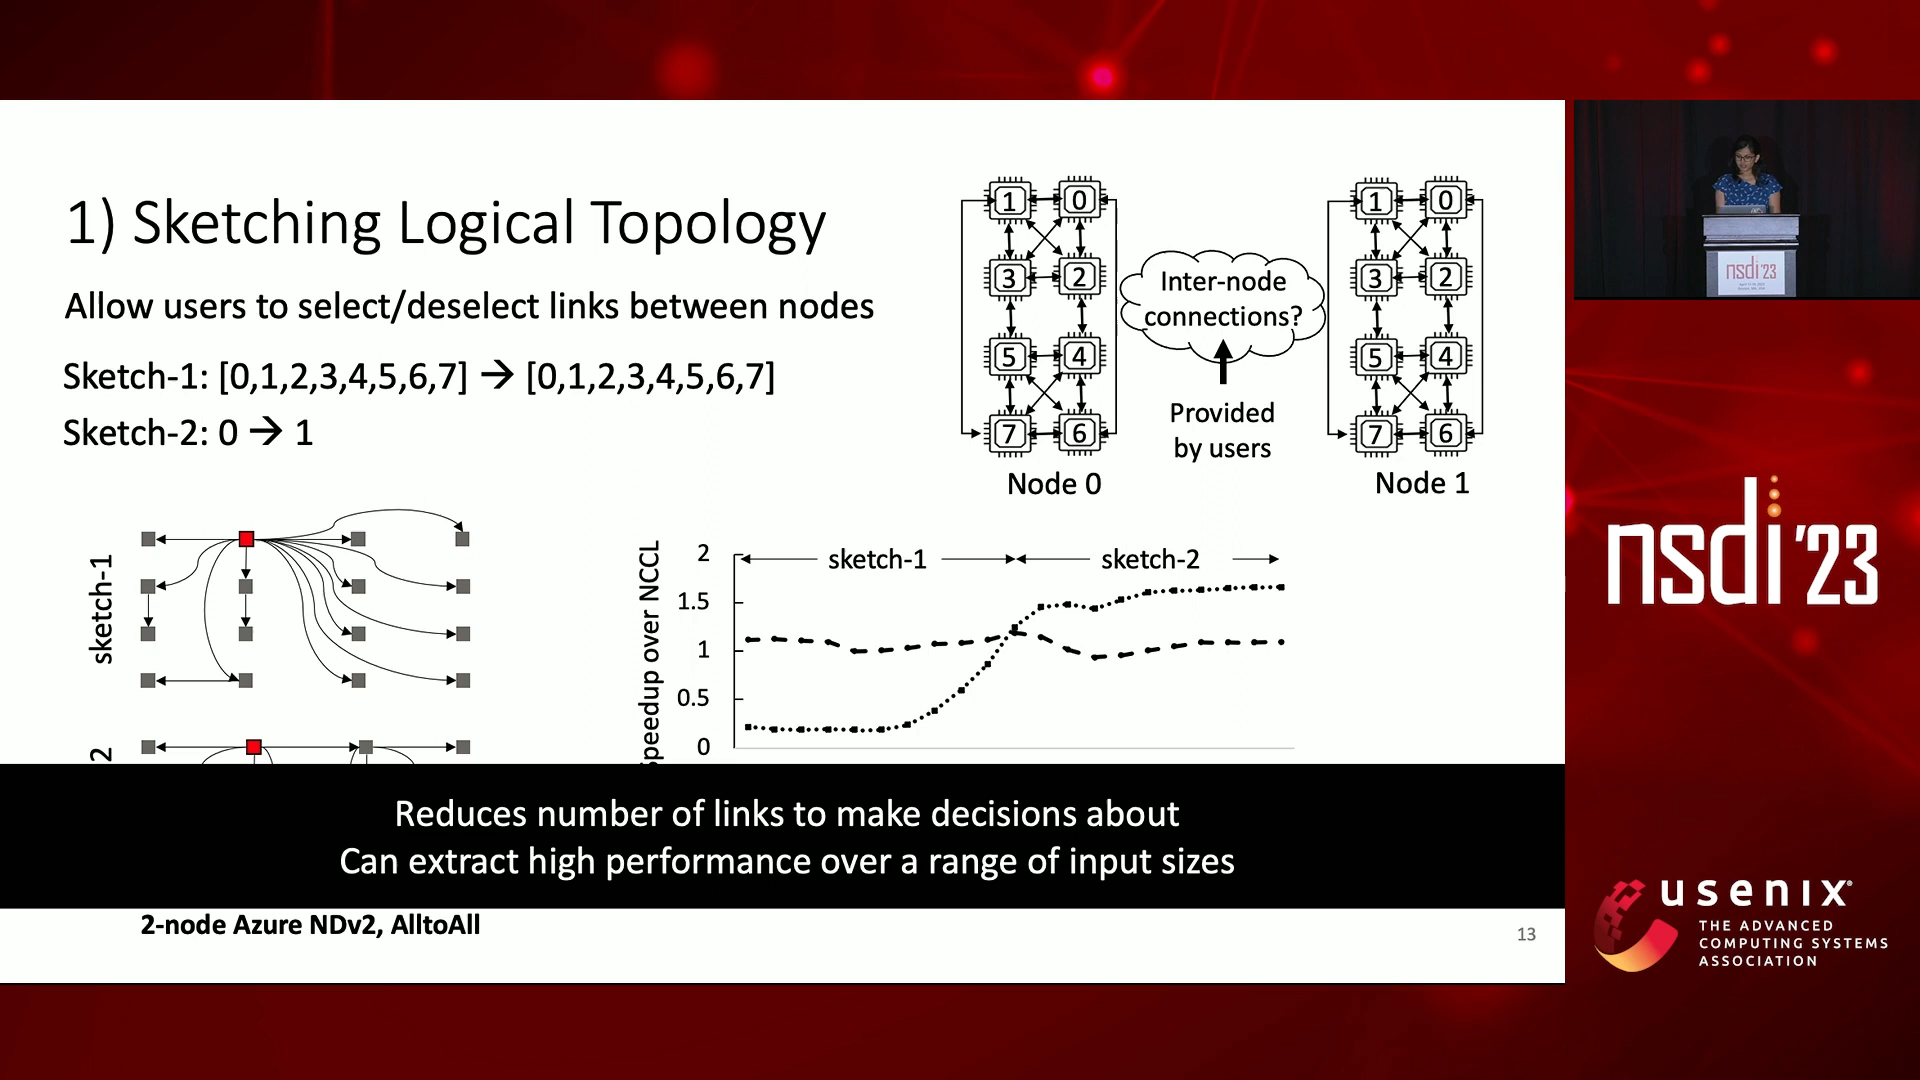 1) Sketching Logical Topology
Allow users to select/deselect links between nodes
Sketch-1: [0,1,2,3,4,5,6,7] → [0,1,2,3,4,5,6,7]
Sketch-2: 0 → 1
1 0
3 2
5 4
7 6
Node 0
Inter-node
connections?
Provided
by users
1 0
3 2
5 4
7 6
Node 1
sketch-1
2
Speedup over NCCL
2
1.5
1
0.5
0
sketch-1
sketch-2
Reduces number of links to make decisions about
Can extract high performance over a range of input sizes
2-node Azure NDv2, AlltoAll
13
nsdi '23
nsdi '23
usenix
THE ADVANCED
COMPUTING SYSTEMS
ASSOCIATION